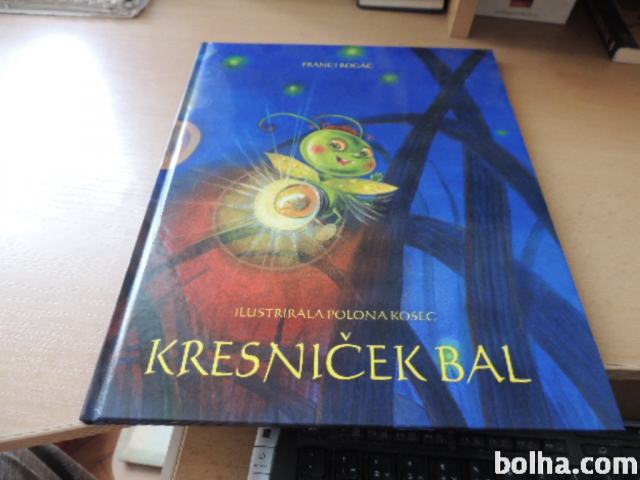 FRANCI ROGAČ
ILUSTRIRALA POLONA KOSEC
KRESNIČEK BAL
bolha.com